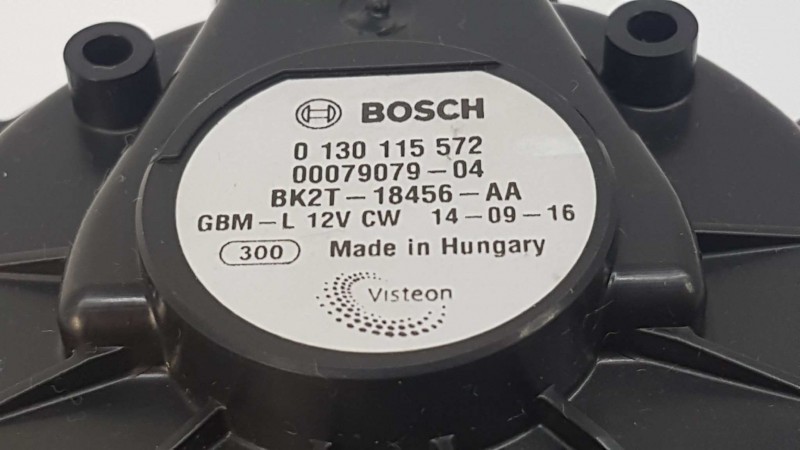 BOSCH
0 130 115 572
00079079-04
BK2T-18456-AA
GBM-L 12V CW 14-09-16
300 Made in Hungary
Visteon